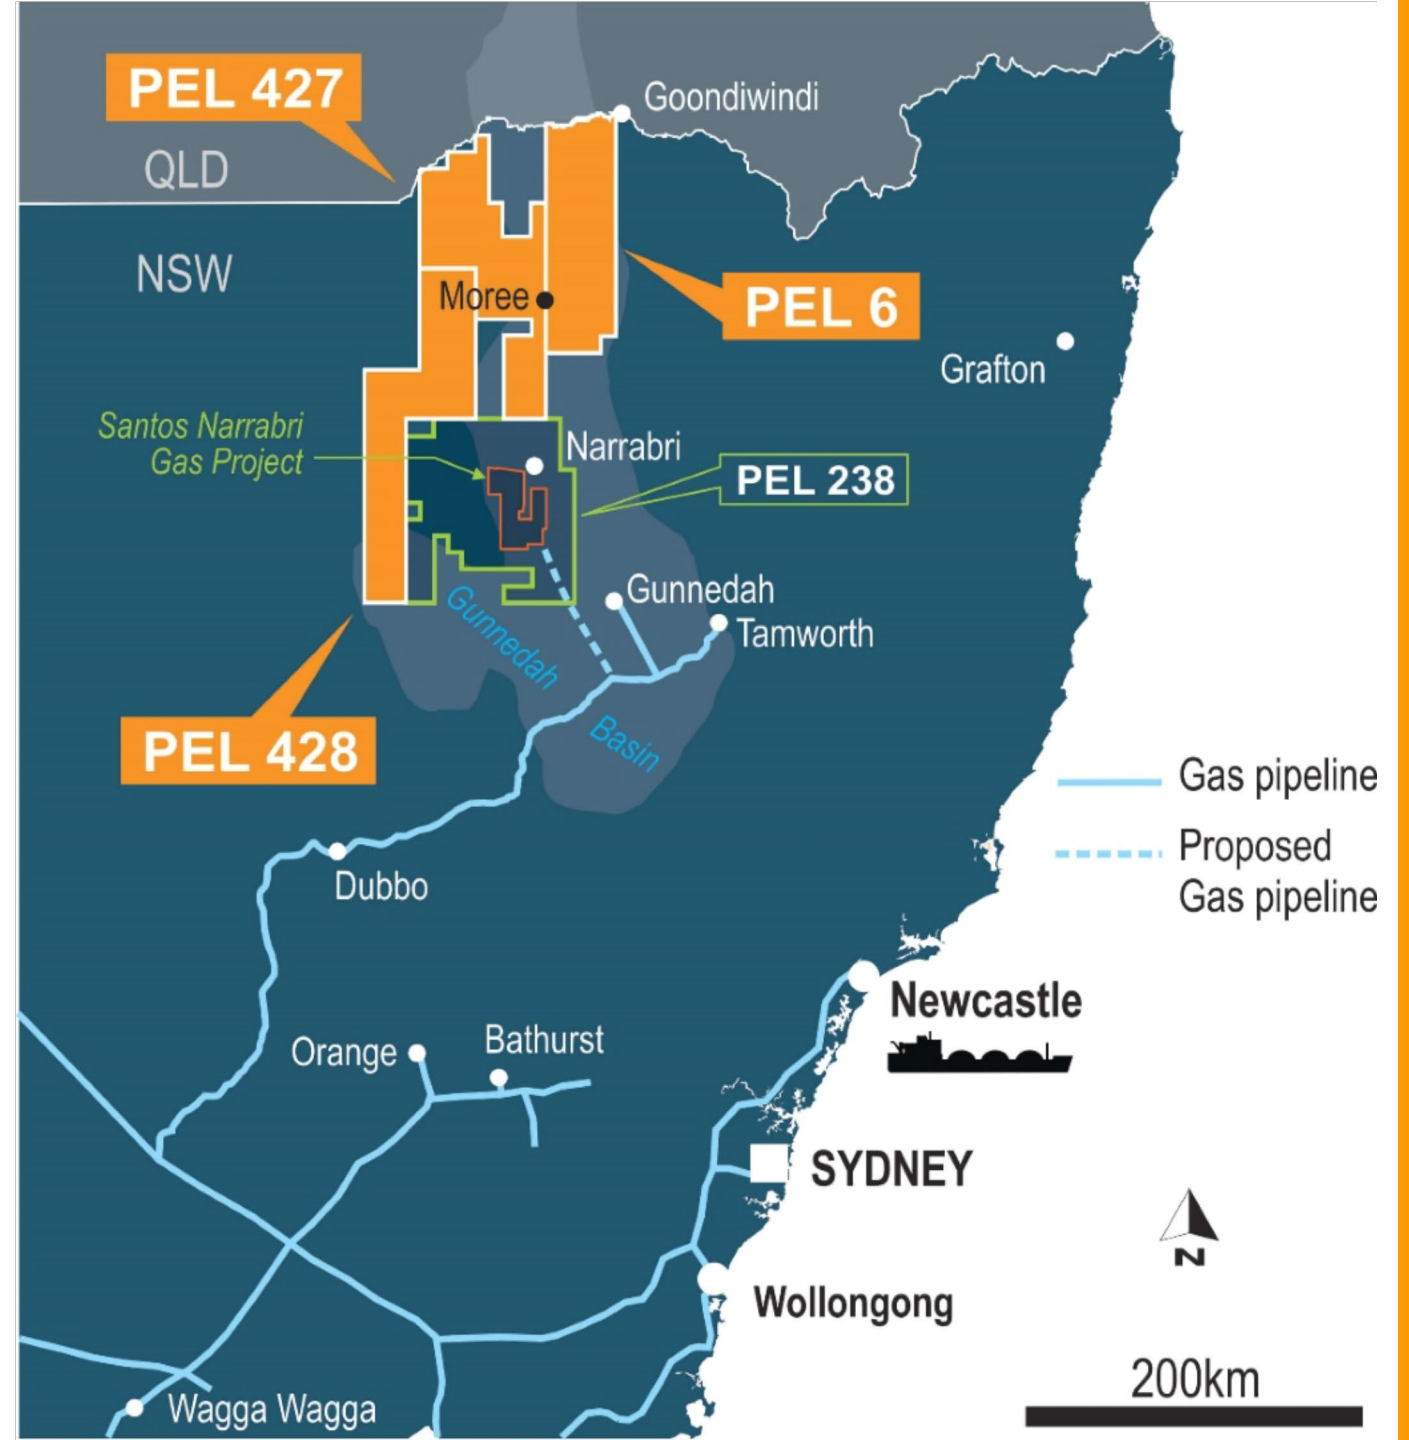 PEL 427
Goondiwindi
QLD
NSW
Moree
PEL 6
Grafton
Santos Narrabri
Gas Project
Narrabri
PEL 238
Gunnedah
Tamworth
Gunnedah
Basin
PEL 428
Gas pipeline
Proposed
Gas pipeline
Dubbo
Newcastle
Orange
Bathurst
SYDNEY
N
Wollongong
200km
Wagga Wagga